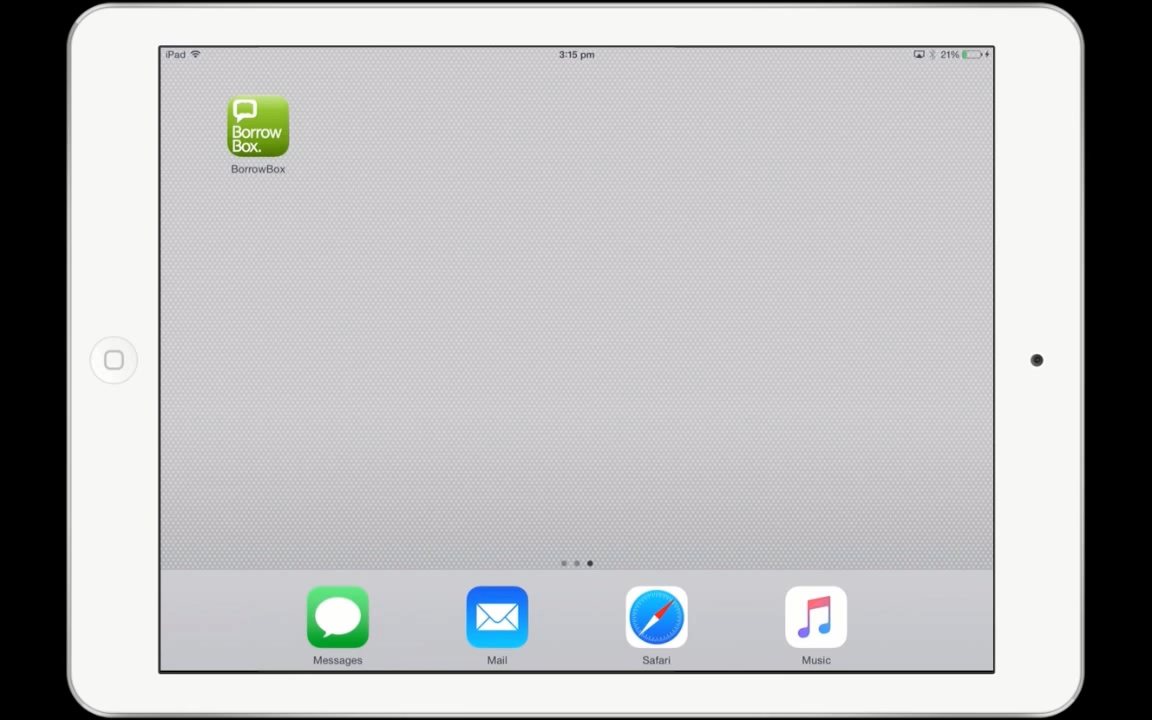 iPad
3:15 pm
21%
Borrow
Box.
BorrowBox
Messages
Mail
Safari
Music